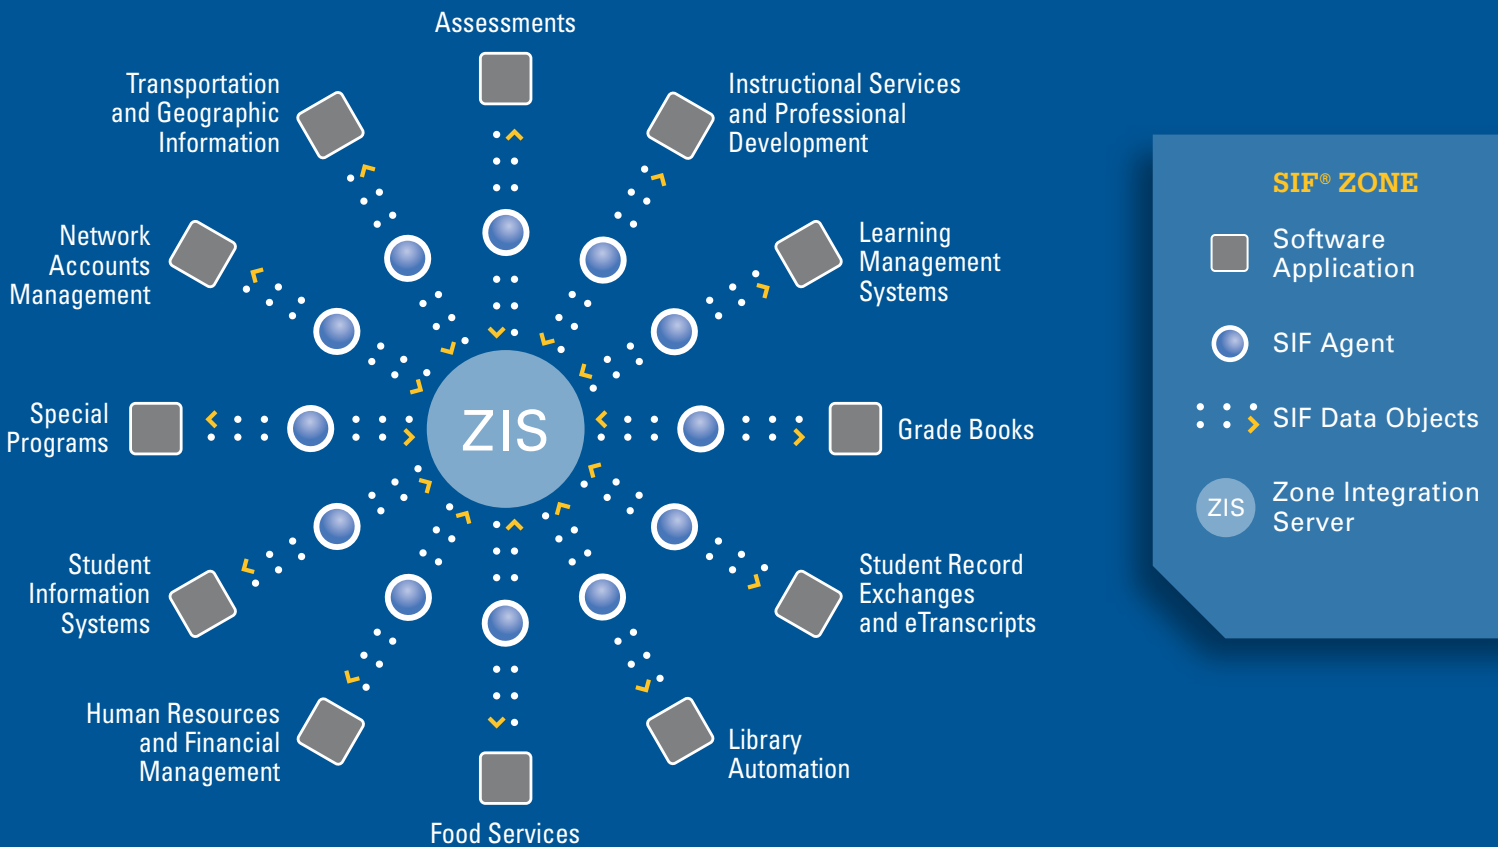 Assessments
Transportation
and Geographic
Information
Instructional Services
and Professional
Development
Network
Accounts
Management
Learning
Management
Systems
Special
Programs
ZIS
Grade Books
Student
Information
Systems
Student Record
Exchanges
and eTranscripts
Human Resources
and Financial
Management
Library
Automation
Food Services
SIF® ZONE
Software
Application
SIF Agent
SIF Data Objects
ZIS
Zone Integration
Server